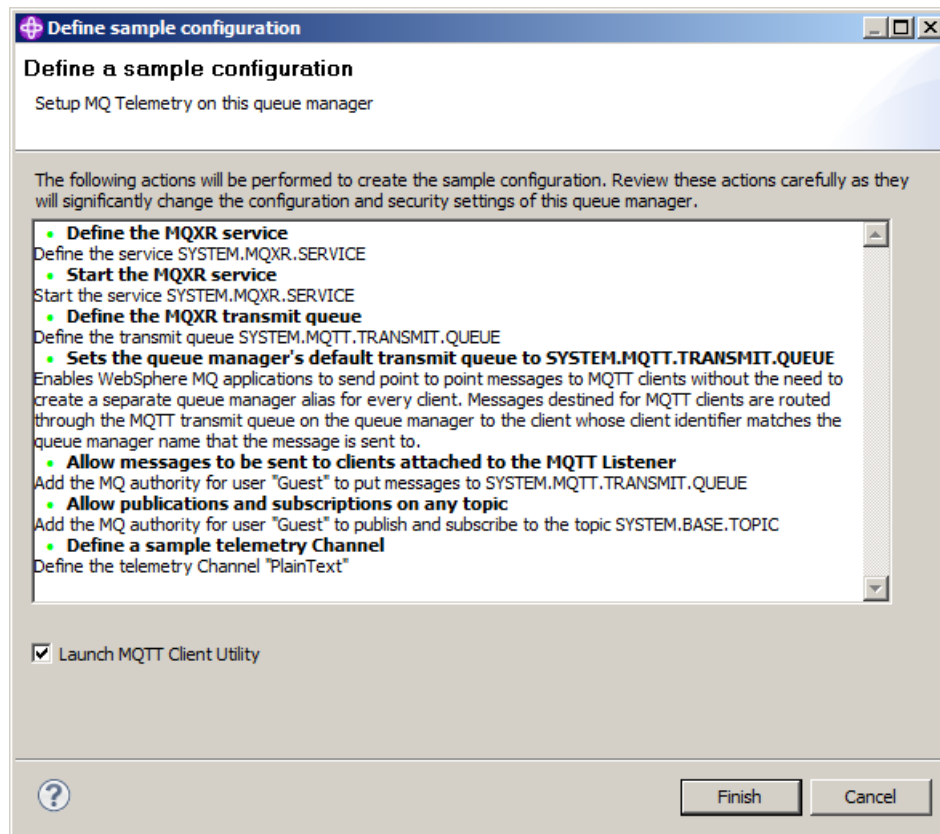 Define sample configuration
Define a sample configuration
Setup MQ Telemetry on this queue manager
The following actions will be performed to create the sample configuration. Review these actions carefully as they
will significantly change the configuration and security settings of this queue manager.
• Define the MQXR service
Define the service SYSTEM.MQXR.SERVICE
• Start the MQXR service
Start the service SYSTEM.MQXR.SERVICE
• Define the MQXR transmit queue
Define the transmit queue SYSTEM.MQTT.TRANSMIT.QUEUE
• Sets the queue manager's default transmit queue to SYSTEM.MQTT.TRANSMIT.QUEUE
Enables WebSphere MQ applications to send point to point messages to MQTT clients without the need to
create a separate queue manager alias for every client. Messages destined for MQTT clients are routed
through the MQTT transmit queue on the queue manager to the client whose client identifier matches the
queue manager name that the message is sent to.
• Allow messages to be sent to clients attached to the MQTT Listener
Add the MQ authority for user "Guest" to put messages to SYSTEM.MQTT.TRANSMIT.QUEUE
• Allow publications and subscriptions on any topic
Add the MQ authority for user "Guest" to publish and subscribe to the topic SYSTEM.BASE.TOPIC
• Define a sample telemetry Channel
Define the telemetry Channel "PlainText"
Launch MQTT Client Utility
?
Finish
Cancel